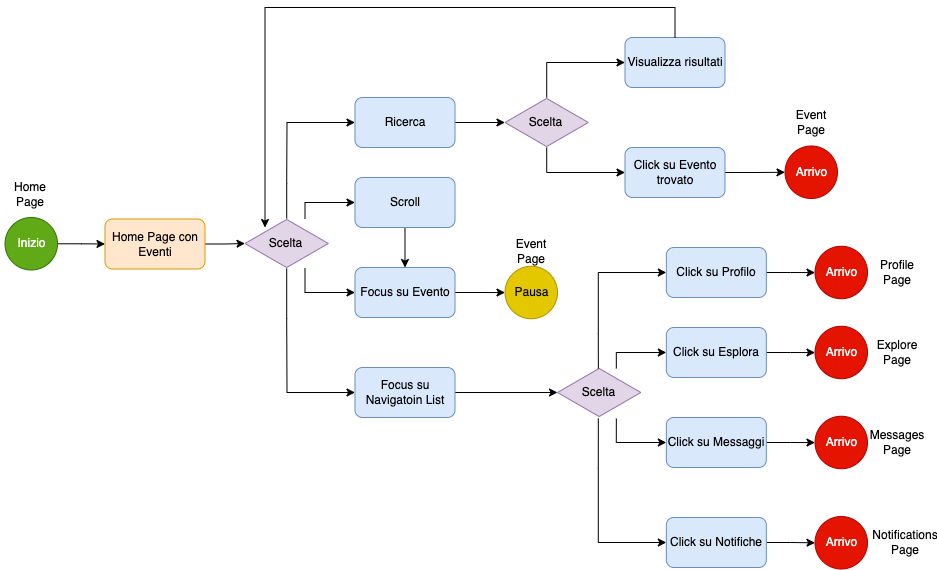 Visualizza risultati
Event
Page
Ricerca
Scelta
Click su Evento
trovato
Arrivo
Home
Page
Inizio
Home Page con
Eventi
Scelta
Scroll
Event
Page
Focus su Evento
Pausa
Click su Profilo
Arrivo
Profile
Page
Click su Esplora
Arrivo
Explore
Page
Focus su
Navigatoin List
Scelta
Click su Messaggi
Arrivo
Messages
Page
Click su Notifiche
Arrivo
Notifications
Page